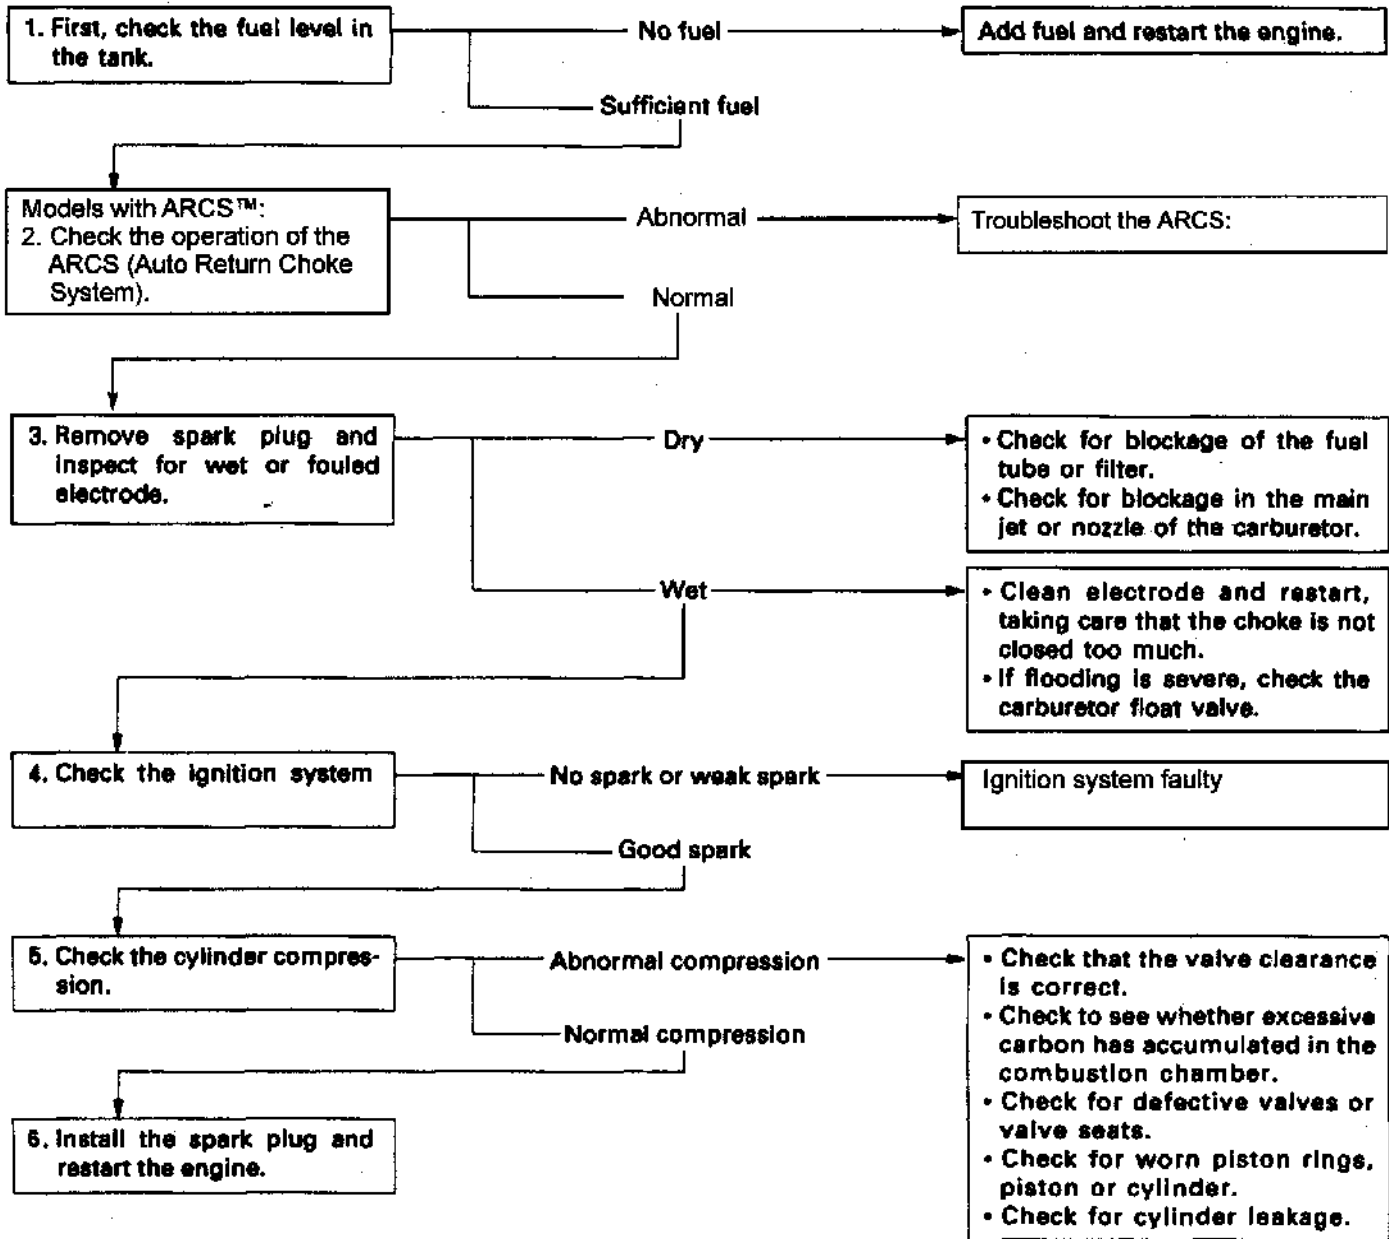 1. First, check the fuel level in
the tank.
No fuel
Add fuel and restart the engine.
Sufficient fuel
Models with ARCS™:
2. Check the operation of the
ARCS (Auto Return Choke
System).
Abnormal
Troubleshoot the ARCS:
Normal
3. Remove spark plug and
inspect for wet or fouled
electrode.
Dry
• Check for blockage of the fuel
tube or filter.
• Check for blockage in the main
jet or nozzle of the carburetor.
Wet
• Clean electrode and restart,
taking care that the choke is not
closed too much.
• If flooding is severe, check the
carburetor float valve.
4. Check the ignition system
No spark or weak spark
Ignition system faulty
Good spark
5. Check the cylinder compres-
sion.
Abnormal compression
• Check that the valve clearance
is correct.
• Check to see whether excessive
carbon has accumulated in the
combustion chamber.
• Check for defective valves or
valve seats.
• Check for worn piston rings,
piston or cylinder.
• Check for cylinder leakage.
Normal compression
6. Install the spark plug and
restart the engine.